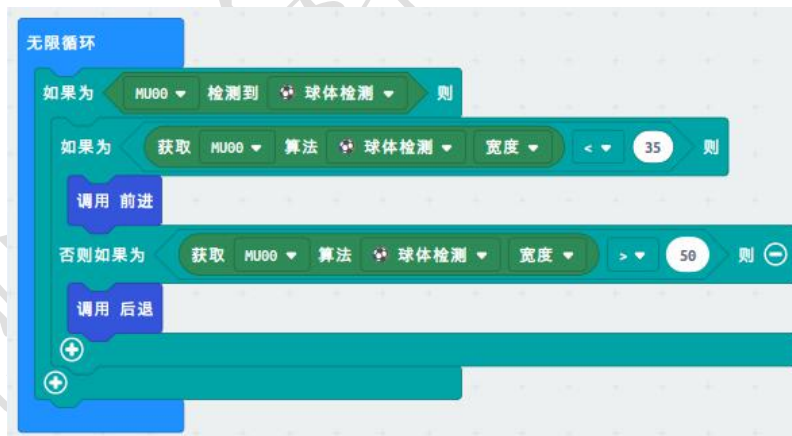 无限循环
如果为 MU00 检测到 球体检测 则
如果为 获取 MU00 算法 球体检测 宽度 < 35 则
调用 前进
否则如果为 获取 MU00 算法 球体检测 宽度 > 50 则
调用 后退